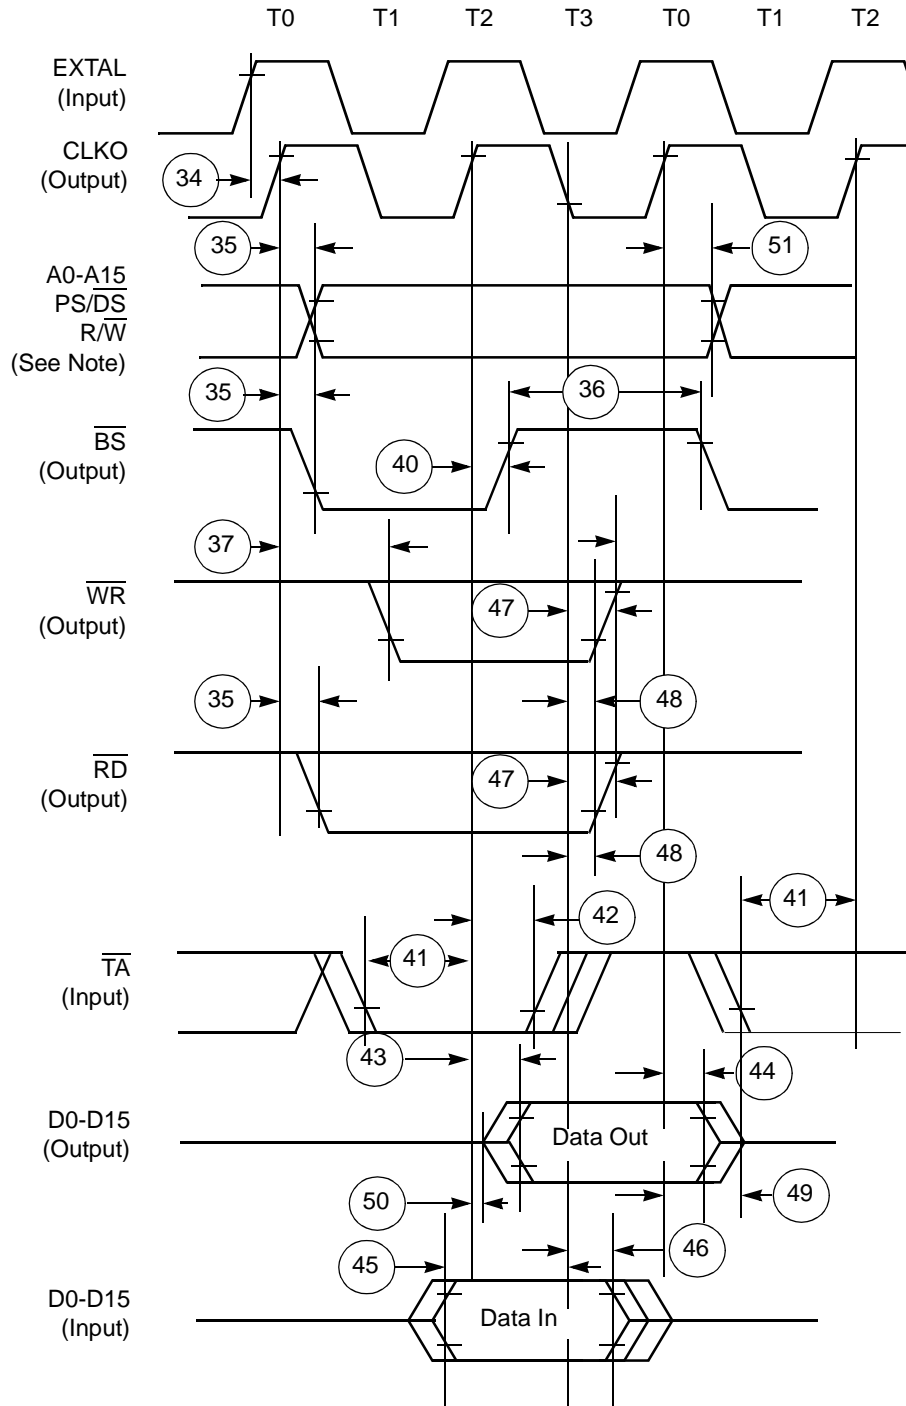 T0 T1 T2 T3 T0 T1 T2
EXTAL
(Input)
CLKO
(Output)
34
35
51
A0-A15
PS/DS
R/W
(See Note)
35
36
BS
(Output)
40
37
WR
(Output)
47
35
48
RD
(Output)
47
48
42
41
41
TA
(Input)
43
44
D0-D15
(Output)
Data Out
50
49
45
46
D0-D15
(Input)
Data In